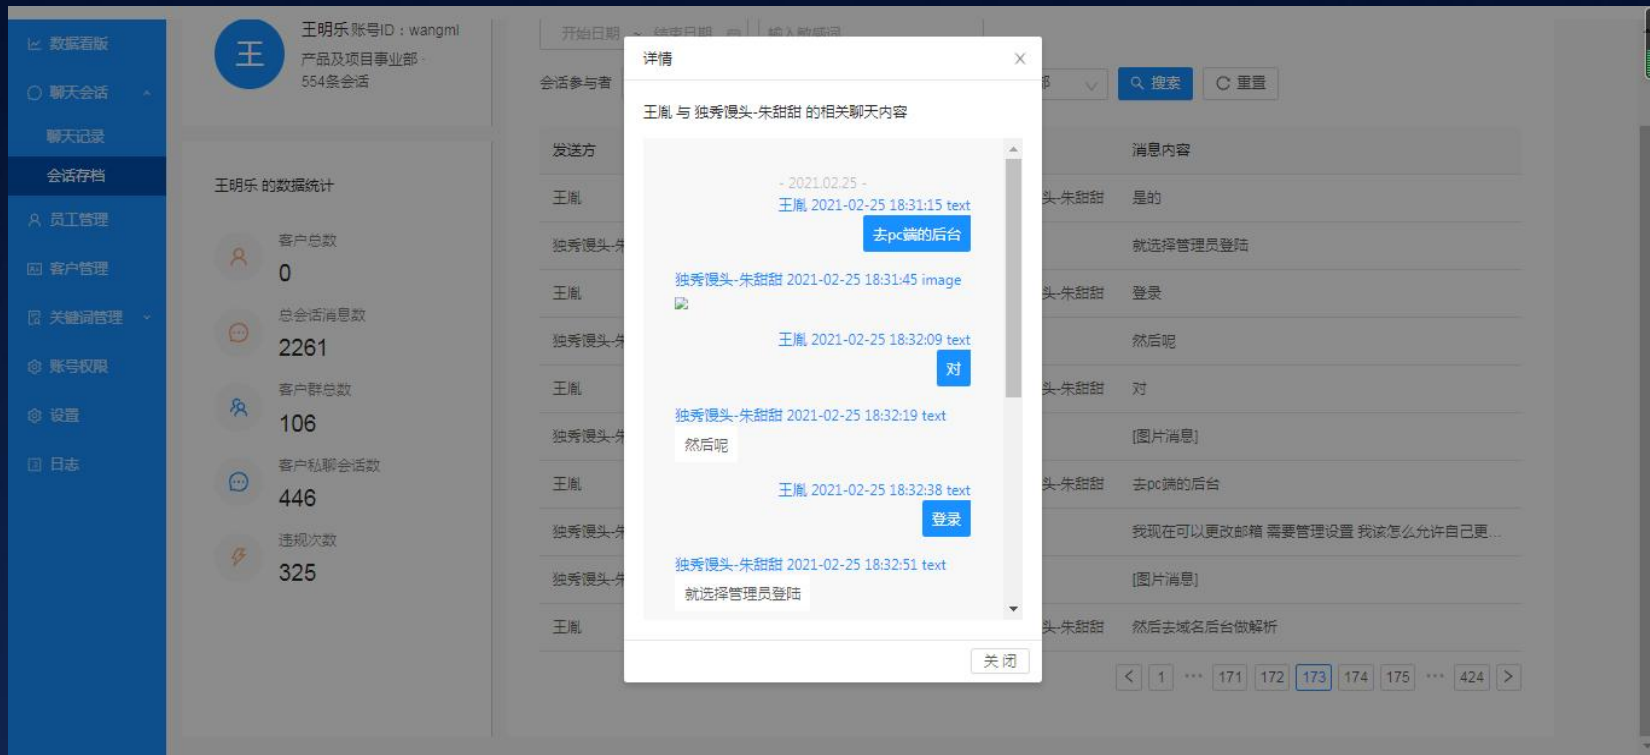 数据看版
聊天会话
聊天记录
会话存档
员工管理
客户管理
关键词管理
账号权限
设置
日志
王
王明乐 账号ID：wangml
产品及项目事业部 ·
554条会话
王明乐 的数据统计
客户总数
0
总会话消息数
2261
客户群总数
106
客户私聊会话数
446
违规次数
325
开始日期 ~ 结束日期 输入敏感词
会话参与者 部 搜索 重置
发送方 消息内容
王胤 头-朱甜甜 是的
独秀馒头-朱 就选择管理员登陆
王胤 头-朱甜甜 登录
独秀馒头-朱 然后呢
王胤 头-朱甜甜 对
独秀馒头-朱 [图片消息]
王胤 头-朱甜甜 去pc端的后台
独秀馒头-朱 我现在可以更改邮箱 需要管理设置 我该怎么允许自己更...
独秀馒头-朱 [图片消息]
王胤 头-朱甜甜 然后去域名后台做解析
1 ··· 171 172 173 174 175 ··· 424
详情
王胤 与 独秀馒头-朱甜甜 的相关聊天内容
- 2021.02.25 -
王胤 2021-02-25 18:31:15 text
去pc端的后台
独秀馒头-朱甜甜 2021-02-25 18:31:45 image
王胤 2021-02-25 18:32:09 text
对
独秀馒头-朱甜甜 2021-02-25 18:32:19 text
然后呢
王胤 2021-02-25 18:32:38 text
登录
独秀馒头-朱甜甜 2021-02-25 18:32:51 text
就选择管理员登陆
关 闭